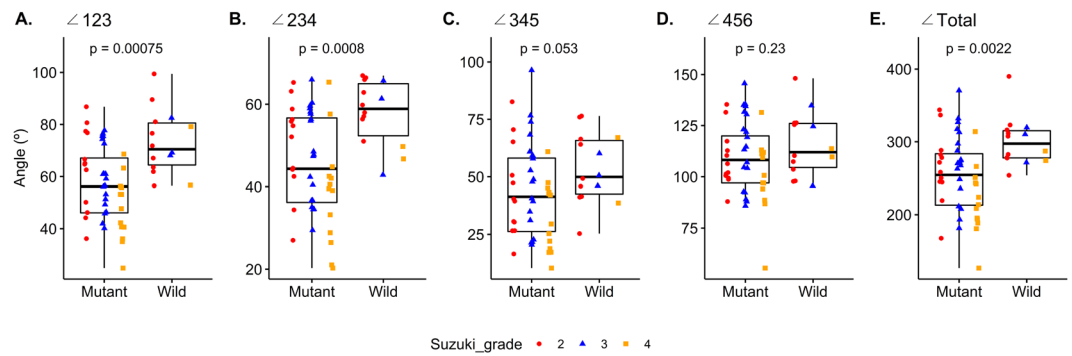 A. ∠123
p = 0.00075
Angle (º)
100
80
60
40
Mutant Wild
B. ∠234
p = 0.0008
60
40
20
Mutant Wild
C. ∠345
p = 0.053
100
75
50
25
Mutant Wild
D. ∠456
p = 0.23
150
125
100
75
Mutant Wild
E. ∠Total
p = 0.0022
400
300
200
Mutant Wild
Suzuki_grade 2 3 4